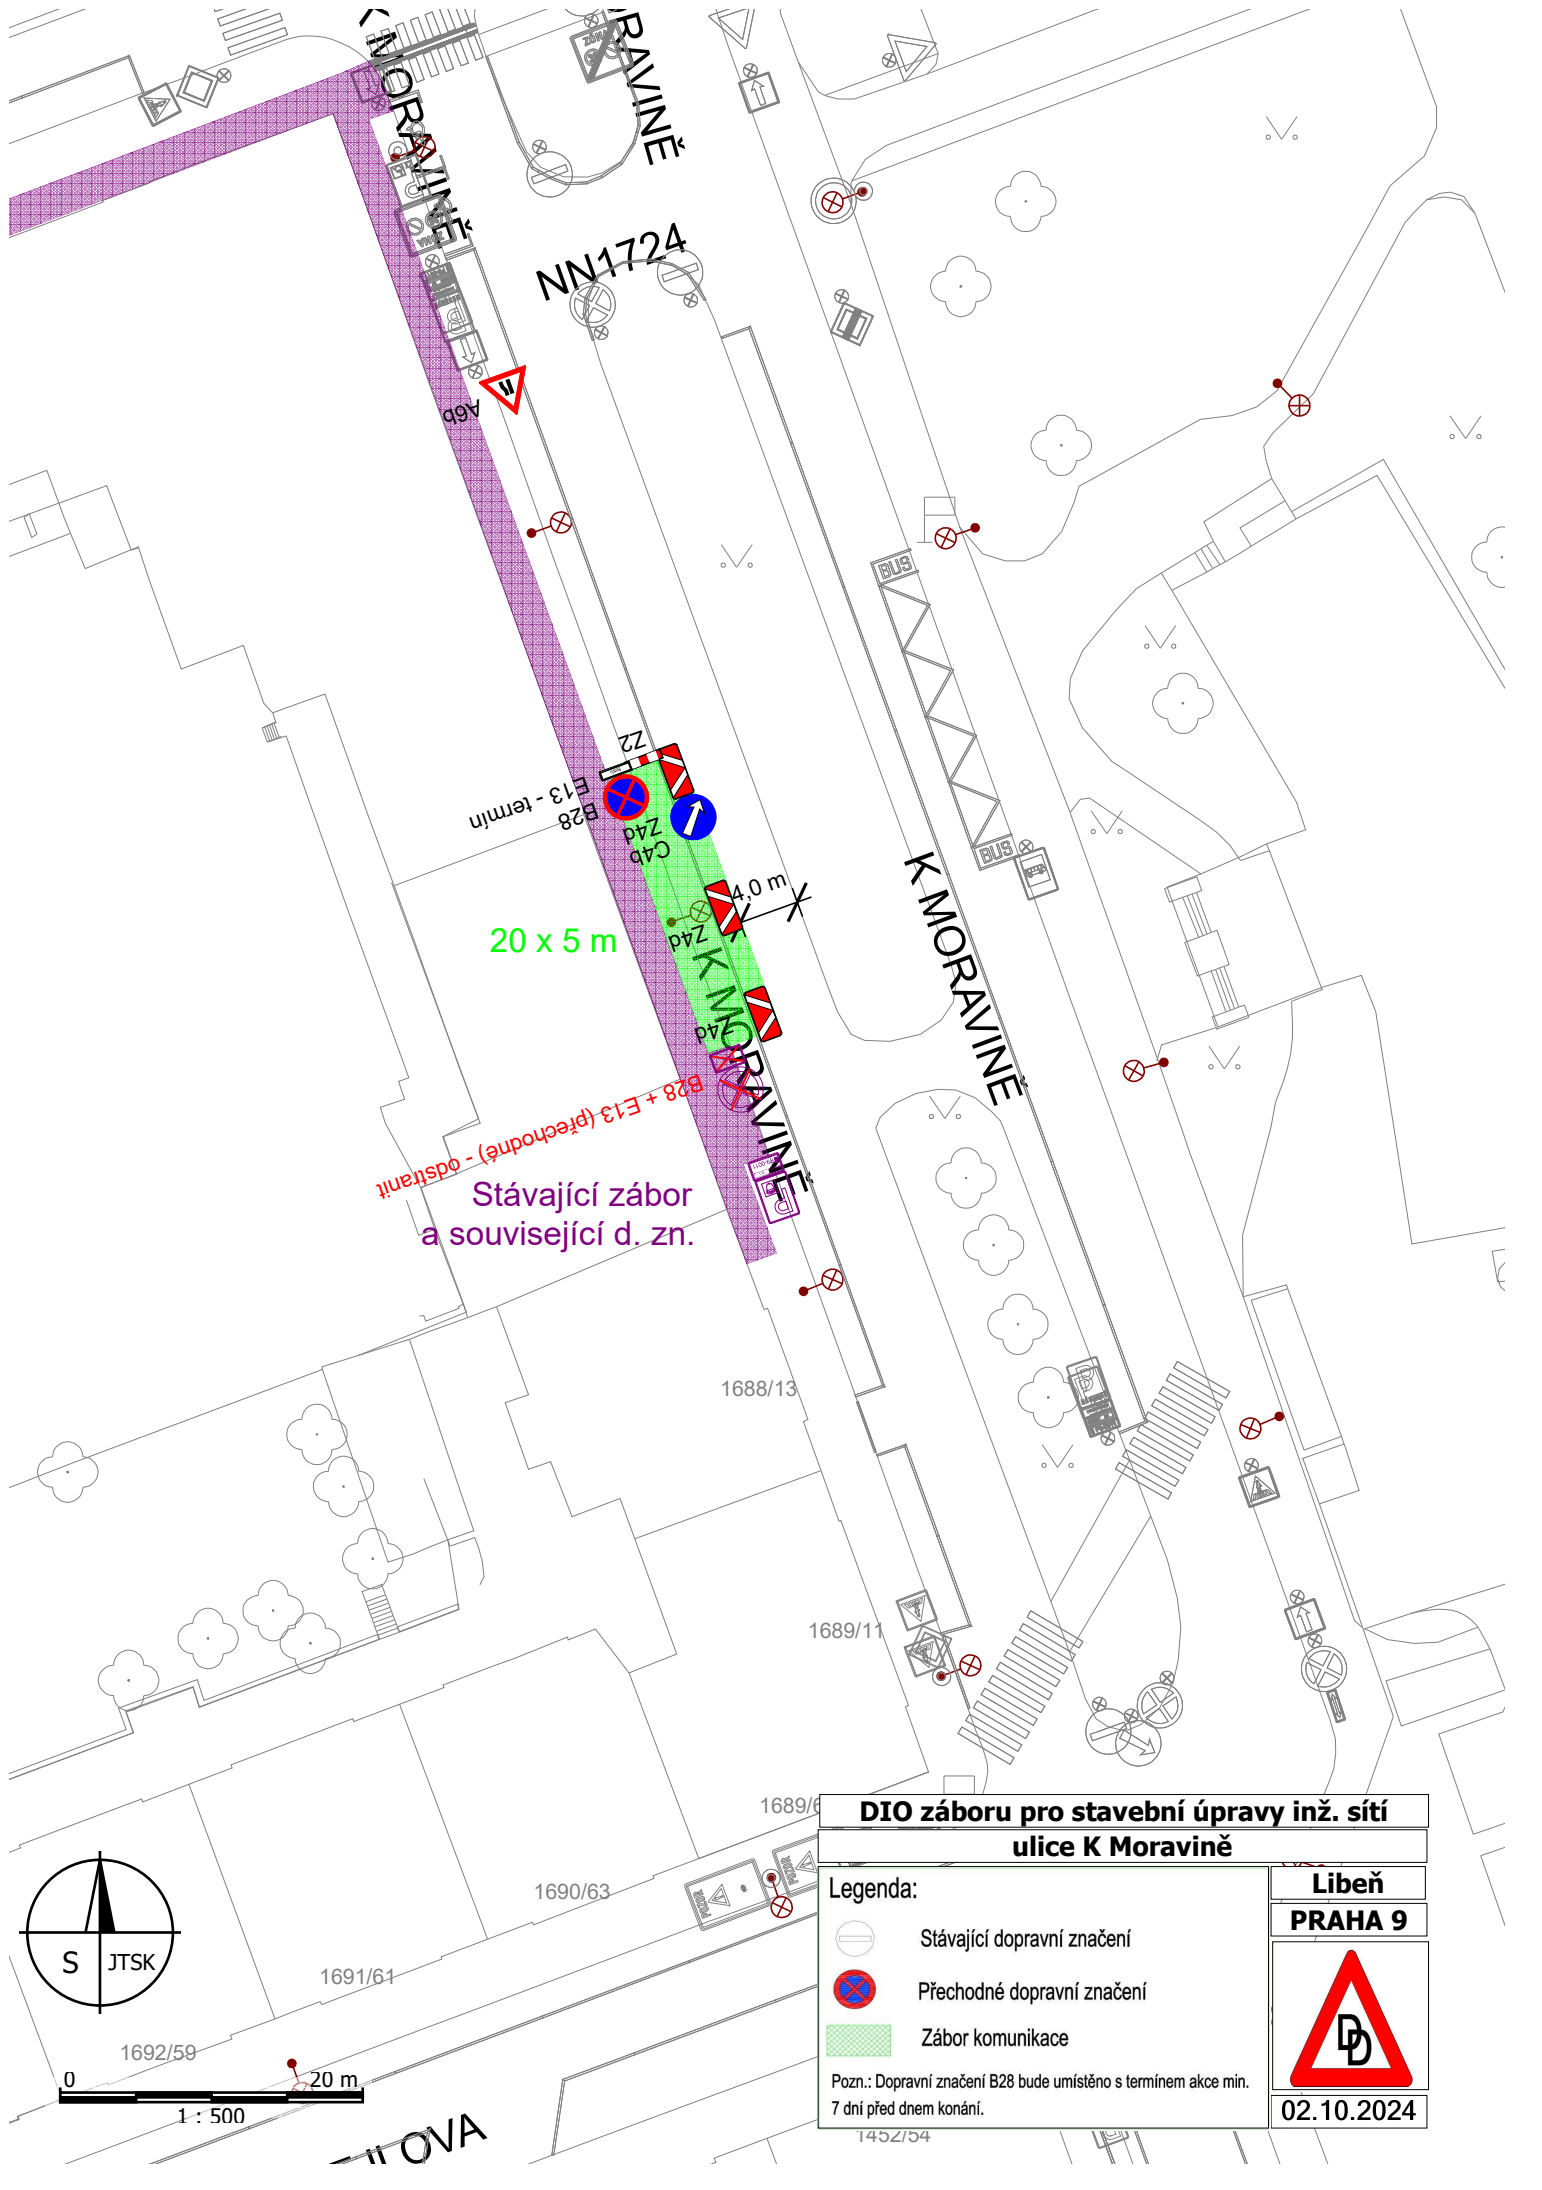 K MORAVINĚ
ORAVINĚ
NN1724
A6b
BUS
Z2
E13 - termín
B28
Z4d
C4b
4,0 m
BUS
20 x 5 m
Z4d
K MORAVINĚ
K MORAVINĚ
Z4d
B28 + E13 (přechodné) - odstranit
Stávající zábor
a související d. zn.
1688/13
1689/11
1689/6
DIO záboru pro stavební úpravy inž. sítí
ulice K Moravině
Legenda:
Stávající dopravní značení
Přechodné dopravní značení
Zábor komunikace
Pozn.: Dopravní značení B28 bude umístěno s termínem akce min.
7 dní před dnem konání.
Libeň
PRAHA 9
DD
02.10.2024
POZOR
POZOR
1690/63
S JTSK
1691/61
1692/59
0 20 m
1 : 500
1452/54